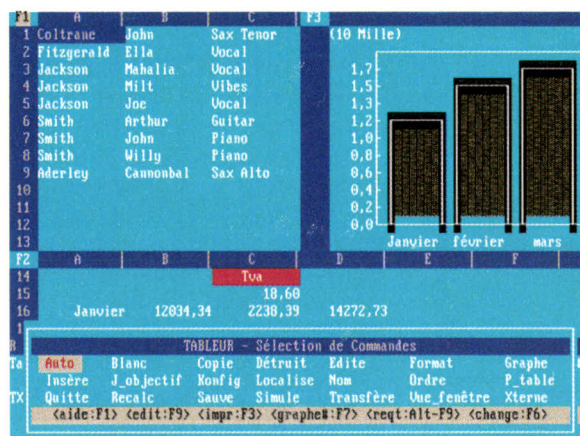 F1 A B C
1 Coltrane John Sax Tenor
2 Fitzgerald Ella Vocal
3 Jackson Mahalia Vocal
4 Jackson Milt Vibes
5 Jackson Joe Vocal
6 Smith Arthur Guitar
7 Smith John Piano
8 Smith Willy Piano
9 Aderley Cannonbal Sax Alto
10
11
12
13
F3
(10 Mille)
1,7
1,5
1,3
1,2
1,0
0,8
0,6
0,4
0,2
0,0
Janvier février mars
F2 A B C D E F
14 Tva
15 18,60
16 Janvier 12034,34 2238,39 14272,73
1
R
TABLEUR - Sélection de Commandes
Ta Auto Blanc Copie Détruit Edite Format Graphe
Insère J_objectif Konfig Localise Nom Ordre P_table
TX Quitte Recalc Sauve Simule Transfère Vue_fenêtre Xterne
<aide:F1> <edit:F9> <impr:F3> <graphe#:F7> <reqt:Alt-F9> <change:F6>